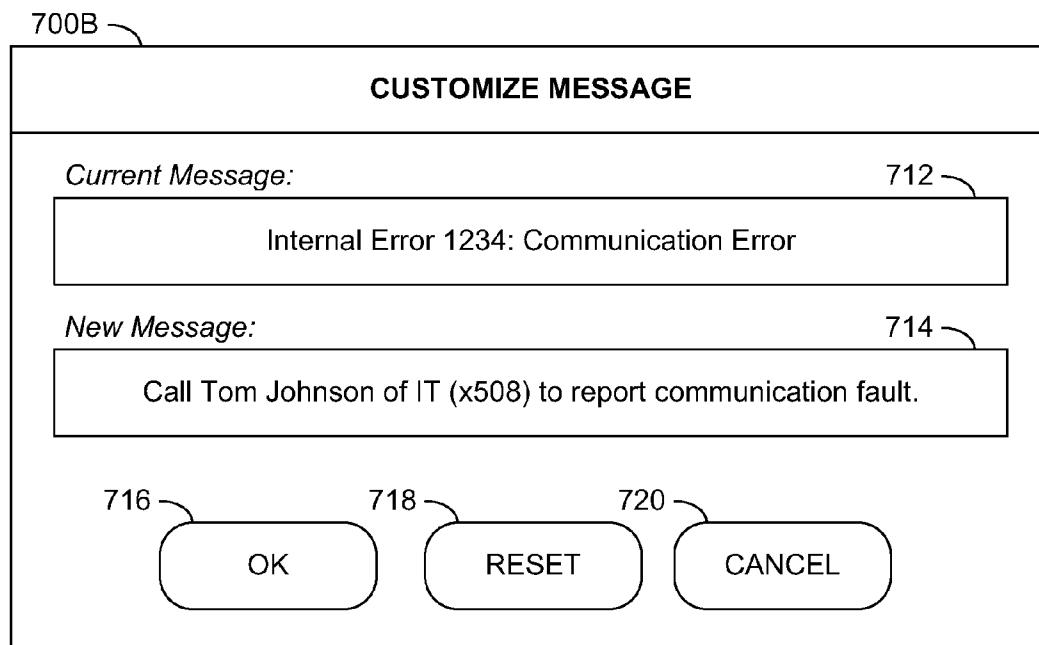 700B
CUSTOMIZE MESSAGE
Current Message:
712
Internal Error 1234: Communication Error
New Message:
714
Call Tom Johnson of IT (x508) to report communication fault.
716
718
720
OK
RESET
CANCEL